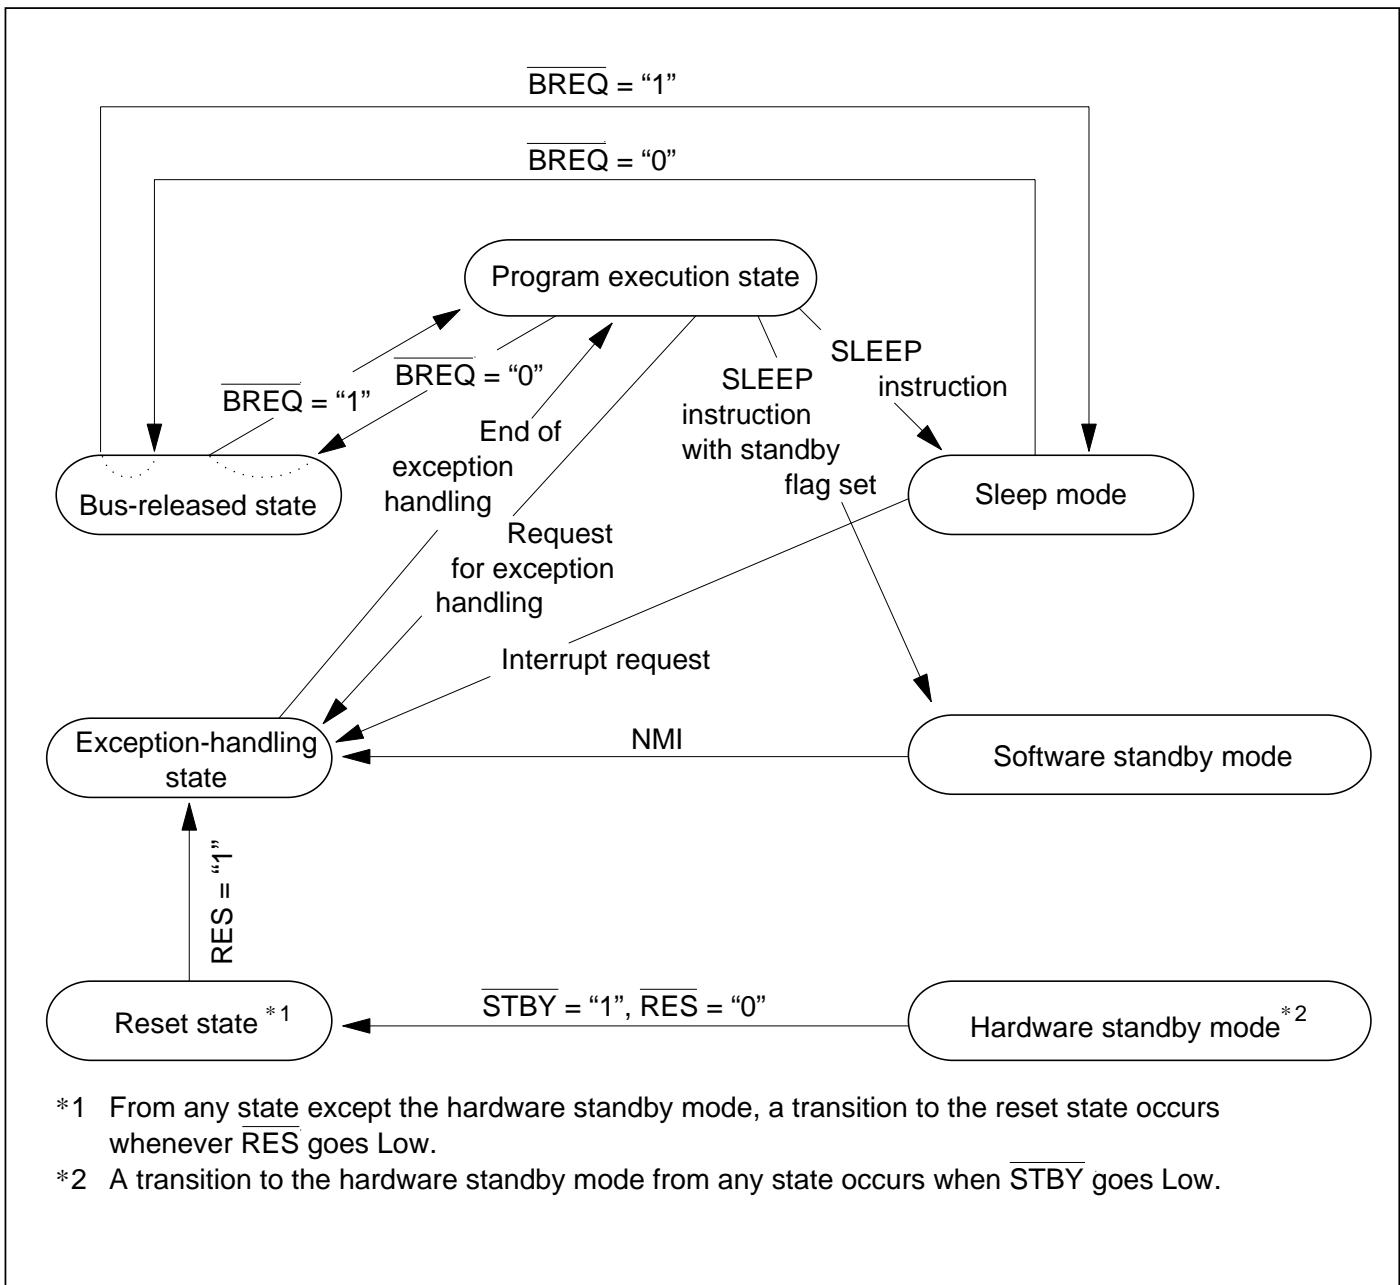 BREQ = “1”
BREQ = “0”
Program execution state
BREQ = “1”
BREQ = “0”
SLEEP
instruction
SLEEP
instruction
with standby
flag set
End of
exception
handling
Bus-released state
Sleep mode
Request
for exception
handling
Interrupt request
Exception-handling
state
NMI
Software standby mode
RES = “1”
Reset state *1
STBY = “1”, RES = “0”
Hardware standby mode*2
*1 From any state except the hardware standby mode, a transition to the reset state occurs
whenever RES goes Low.
*2 A transition to the hardware standby mode from any state occurs when STBY goes Low.